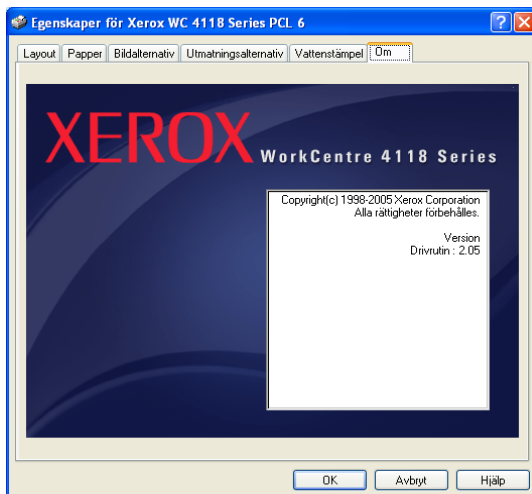 Egenskaper för Xerox WC 4118 Series PCL 6
Layout Papper Bildalternativ Utmatningsalternativ Vattenstämpel Om
XEROX
WorkCentre 4118 Series
Copyright(c) 1998-2005 Xerox Corporation
Alla rättigheter förbehålles.
Version
Drivrutin : 2.05
OK Avbryt Hjälp